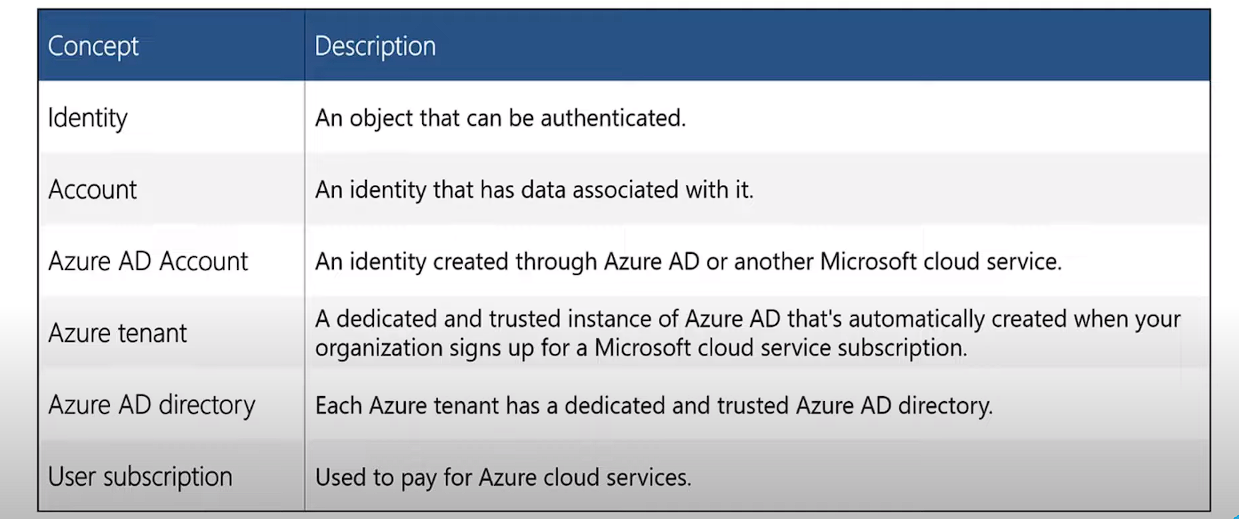 Concept
Description
Identity
An object that can be authenticated.
Account
An identity that has data associated with it.
Azure AD Account
An identity created through Azure AD or another Microsoft cloud service.
Azure tenant
A dedicated and trusted instance of Azure AD that's automatically created when your
organization signs up for a Microsoft cloud service subscription.
Azure AD directory
Each Azure tenant has a dedicated and trusted Azure AD directory.
User subscription
Used to pay for Azure cloud services.